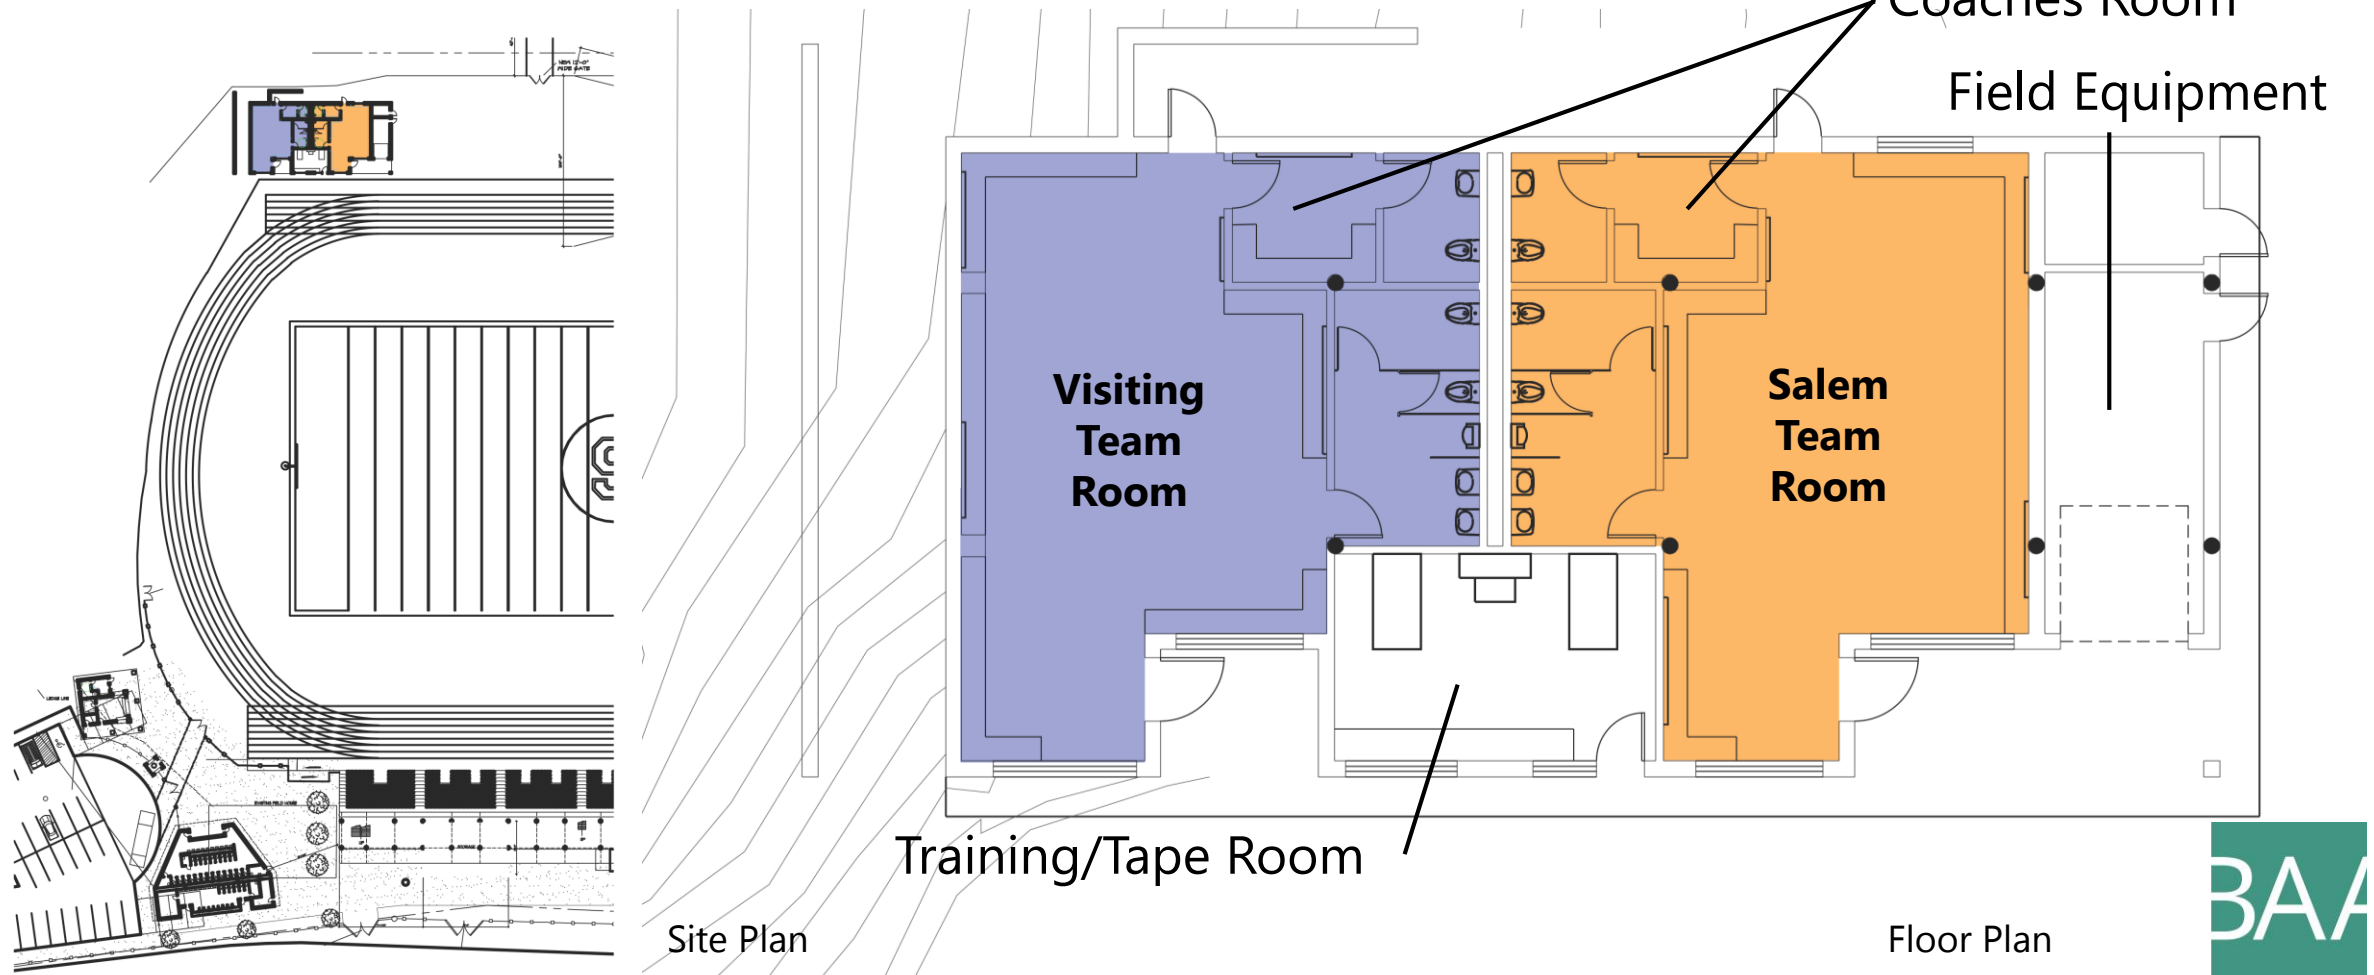 Coaches Room
Field Equipment
Visiting
Team
Room
Salem
Team
Room
Training/Tape Room
Site Plan
Floor Plan
BAA